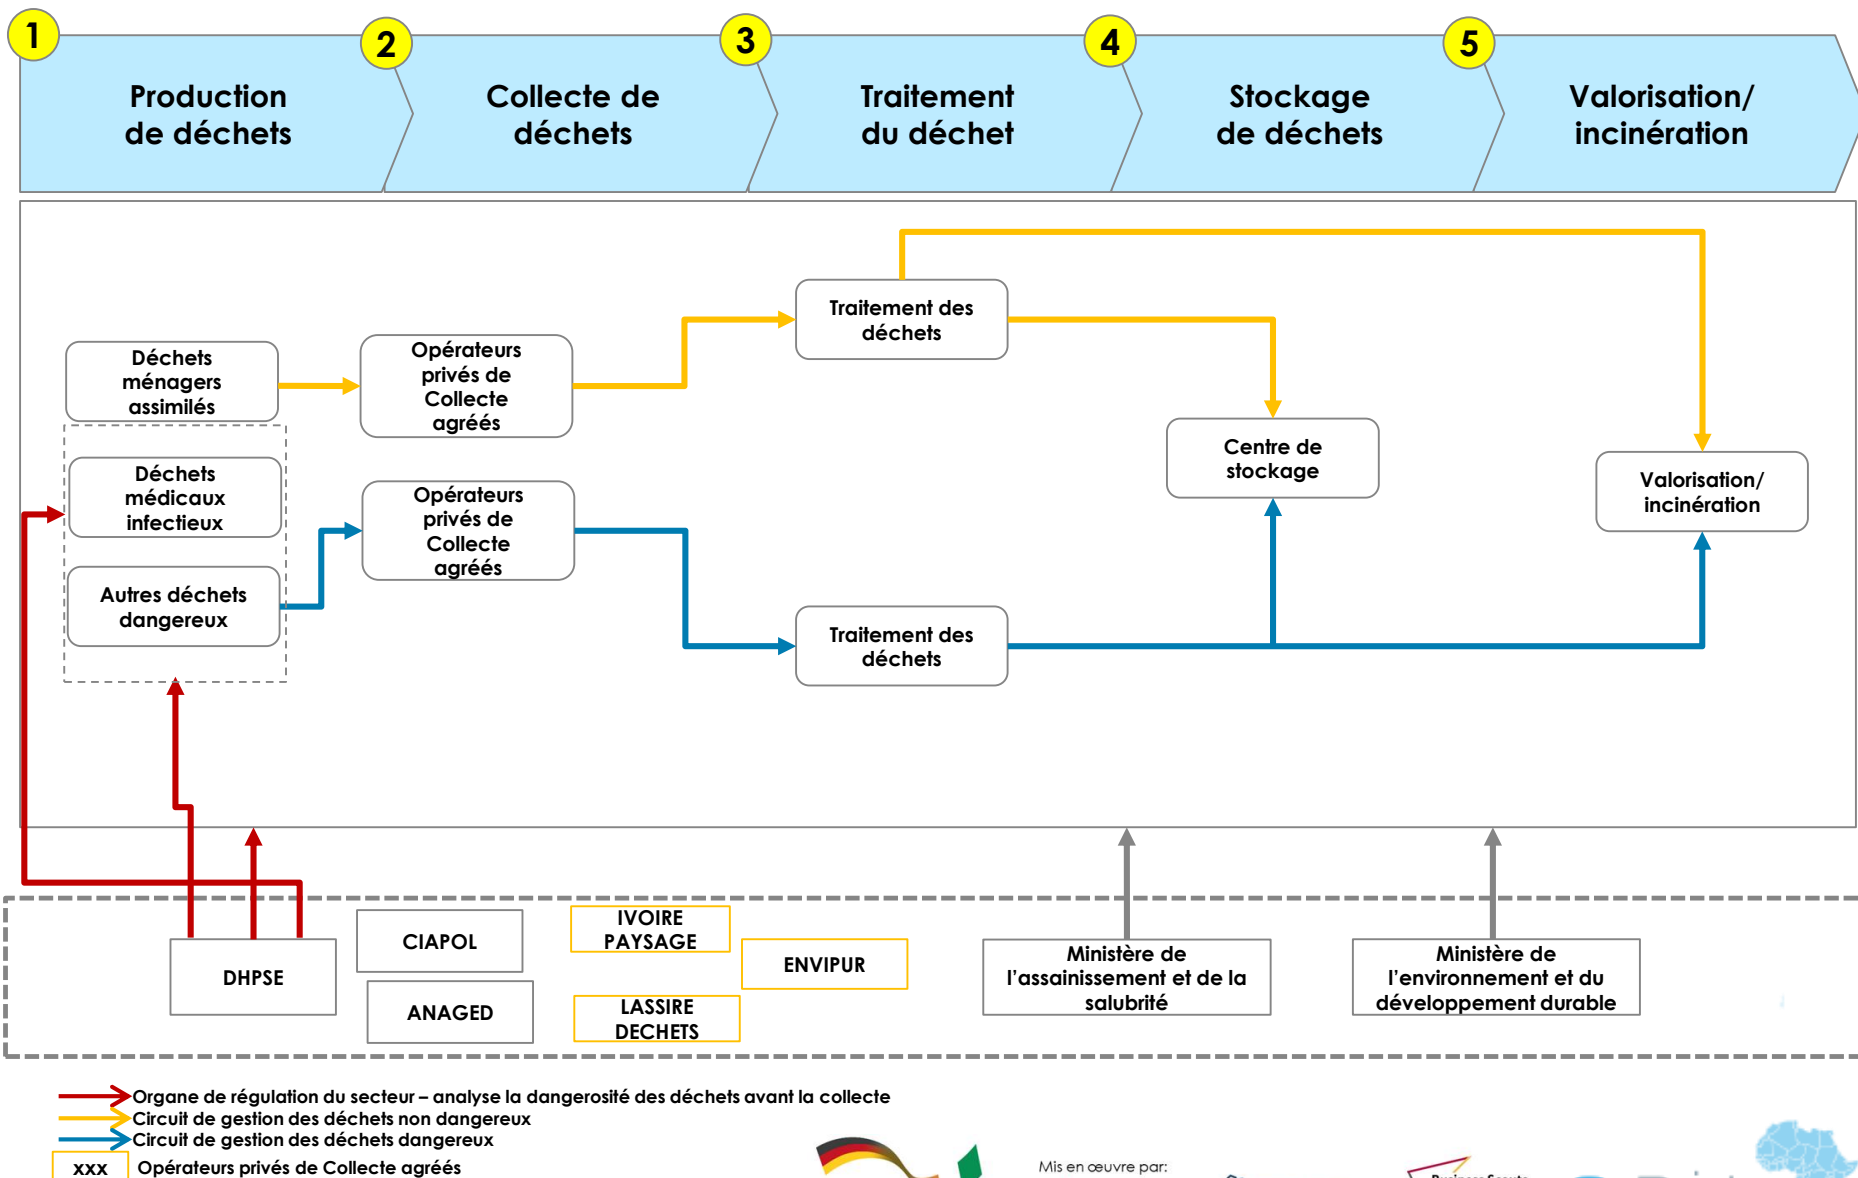 1
2
3
4
5
Production
de déchets
Collecte de
déchets
Traitement
du déchet
Stockage
de déchets
Valorisation/
incinération
Déchets
ménagers
assimilés
Opérateurs
privés de
Collecte
agréés
Traitement des
déchets
Centre de
stockage
Valorisation/
incinération
Déchets
médicaux
infectieux
Autres déchets
dangereux
Opérateurs
privés de
Collecte
agréés
Traitement des
déchets
DHPSE
CIAPOL
ANAGED
IVOIRE
PAYSAGE
LASSIRE
DECHETS
ENVIPUR
Ministère de
l'assainissement et de la
salubrité
Ministère de
l'environnement et du
développement durable
Organe de régulation du secteur – analyse la dangerosité des déchets avant la collecte
Circuit de gestion des déchets non dangereux
Circuit de gestion des déchets dangereux
xxx Opérateurs privés de Collecte agréés
Mis en œuvre par: